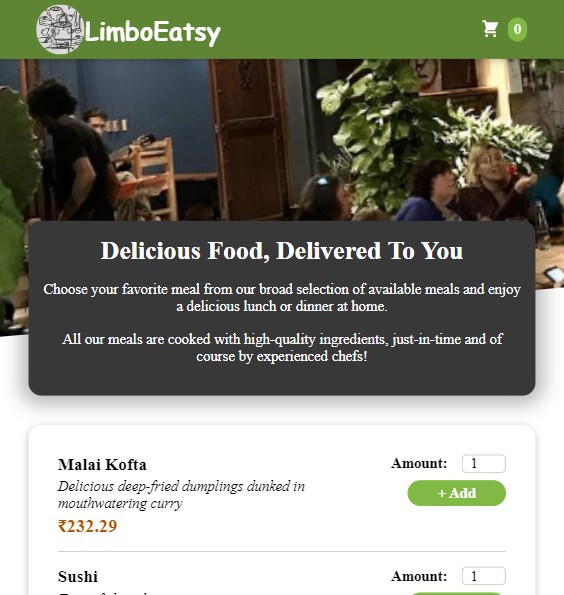 LimboEatsy
0
Delicious Food, Delivered To You
Choose your favorite meal from our broad selection of available meals and enjoy
a delicious lunch or dinner at home.
All our meals are cooked with high-quality ingredients, just-in-time and of
course by experienced chefs!
Malai Kofta
Amount: 1
Delicious deep-fried dumplings dunked in
mouthwatering curry
+ Add
₹232.29
Sushi
Amount: 1